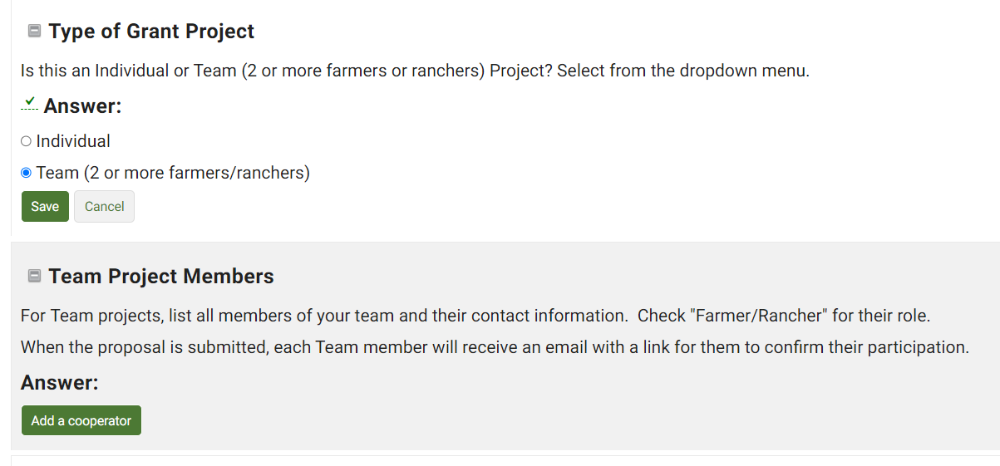 Type of Grant Project
Is this an Individual or Team (2 or more farmers or ranchers) Project? Select from the dropdown menu.
Answer:
Individual
Team (2 or more farmers/ranchers)
Save Cancel
Team Project Members
For Team projects, list all members of your team and their contact information.  Check "Farmer/Rancher" for their role.
When the proposal is submitted, each Team member will receive an email with a link for them to confirm their participation.
Answer:
Add a cooperator